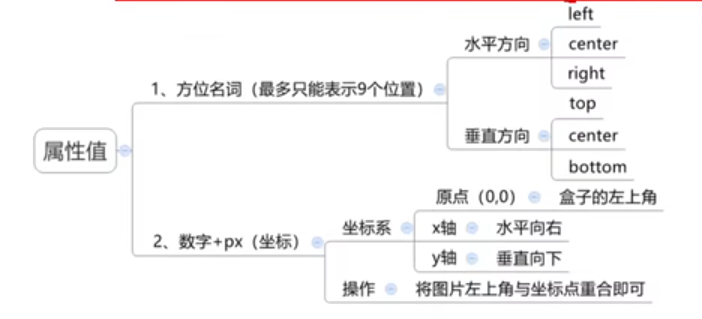 属性值
1、方位名词（最多只能表示9个位置）
水平方向
left
center
right
垂直方向
top
center
bottom
2、数字+px（坐标）
坐标系
原点（0,0）
盒子的左上角
x轴
水平向右
y轴
垂直向下
操作
将图片左上角与坐标点重合即可